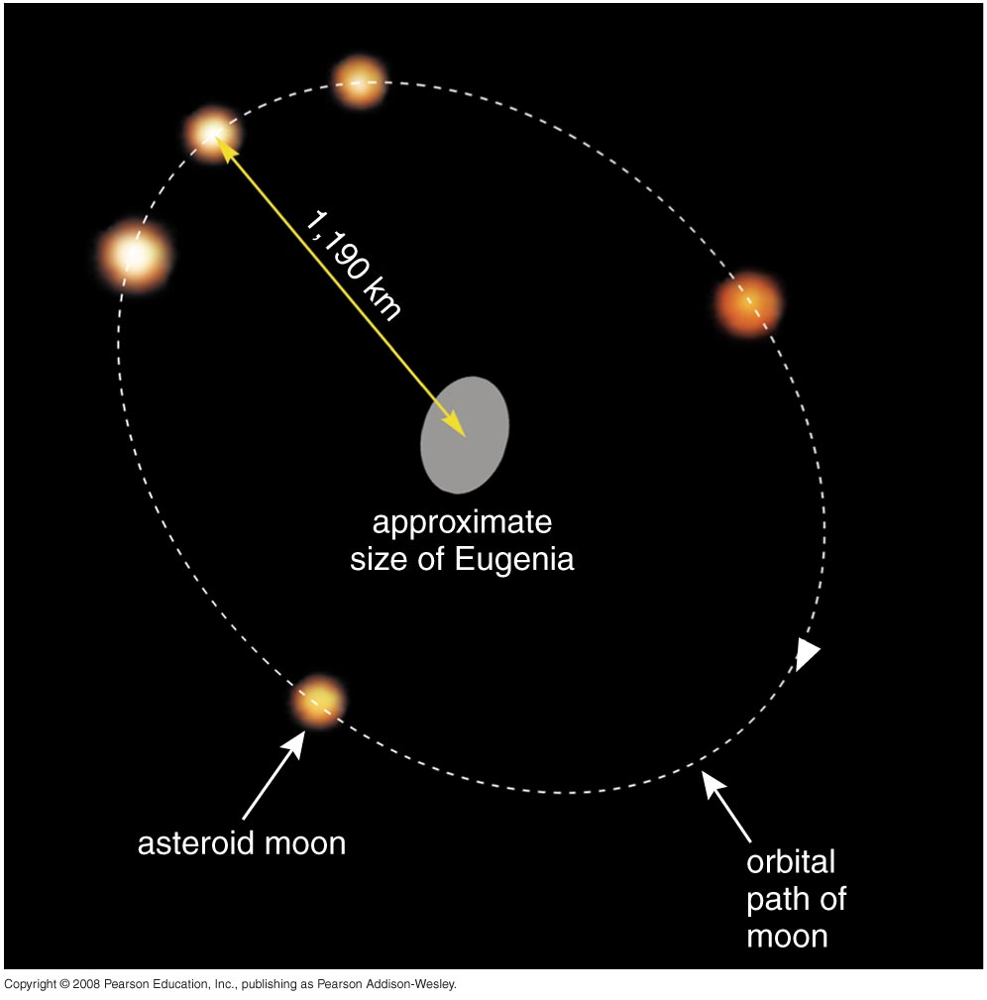 1,190 km
approximate
size of Eugenia
asteroid moon
orbital
path of
moon
Copyright © 2008 Pearson Education, Inc., publishing as Pearson Addison-Wesley.